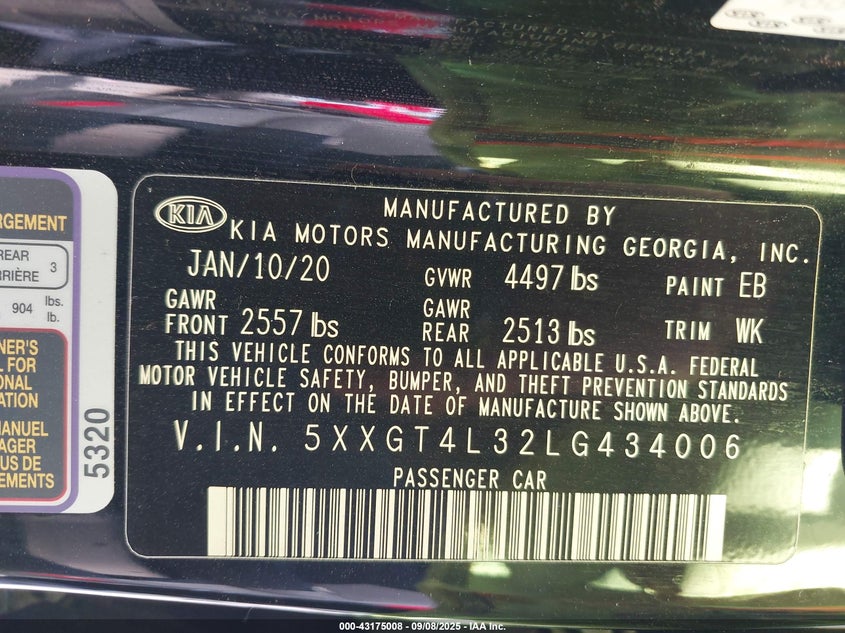 KIA
MANUFACTURED BY
KIA MOTORS MANUFACTURING GEORGIA, INC.
JAN/10/20 GVWR 4497 lbs PAINT EB
GAWR FRONT 2557 lbs GAWR REAR 2513 lbs TRIM WK
THIS VEHICLE CONFORMS TO ALL APPLICABLE U.S.A. FEDERAL
MOTOR VEHICLE SAFETY, BUMPER, AND THEFT PREVENTION STANDARDS
IN EFFECT ON THE DATE OF MANUFACTURE SHOWN ABOVE.
V.I.N. 5XXGT4L32LG434006
PASSENGER CAR
RGEMENT
REAR
RRIÈRE 3
904 lbs.
lb.
NER'S
L FOR
ONAL
ATION
MANUEL
AGER
US DE
EMENTS
5320
000-43175008 - 09/08/2025 - IAA Inc.